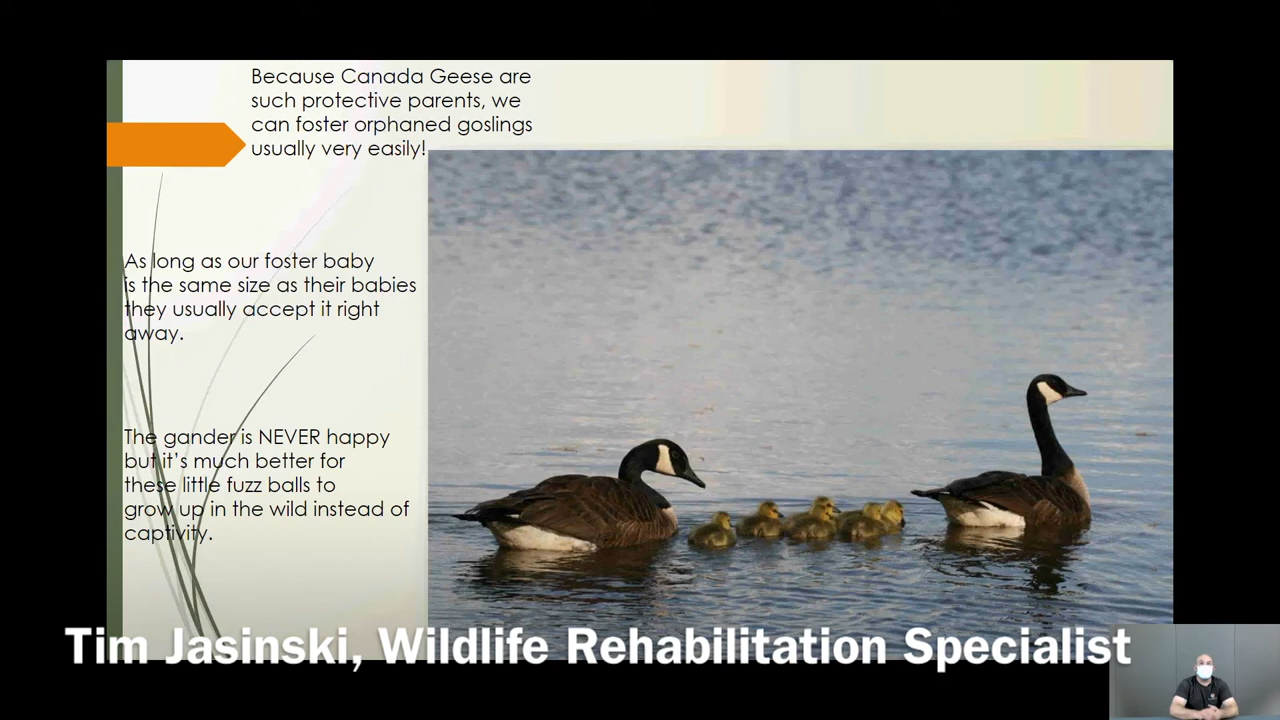 Because Canada Geese are
such protective parents, we
can foster orphaned goslings
usually very easily!
As long as our foster baby
is the same size as their babies
they usually accept it right
away.
The gander is NEVER happy
but it's much better for
these little fuzz balls to
grow up in the wild instead of
captivity.
Tim Jasinski, Wildlife Rehabilitation Specialist